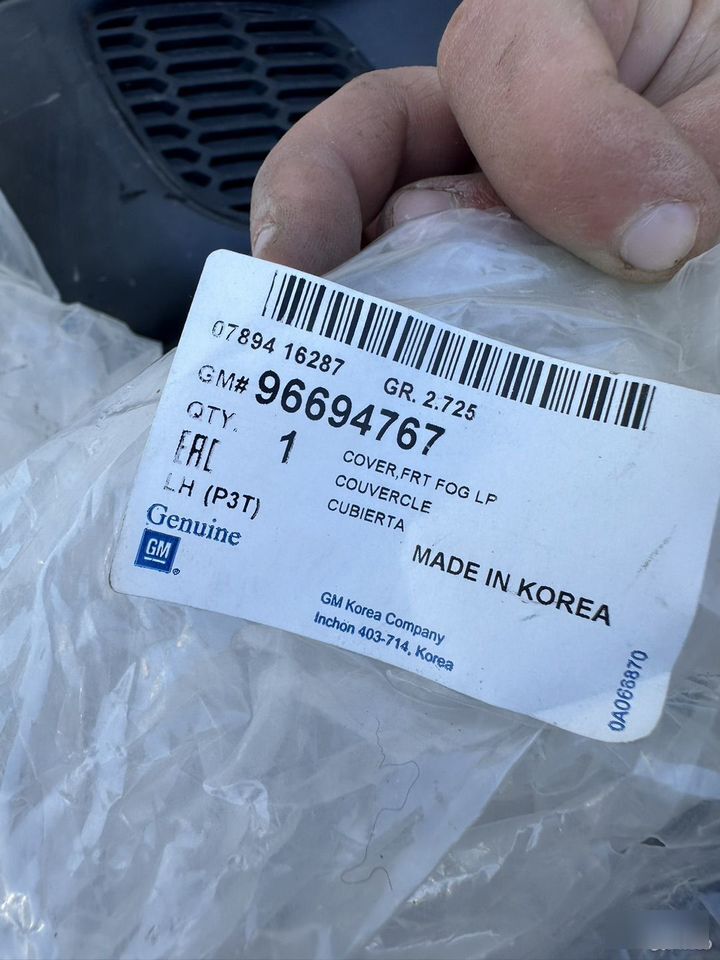 07894 16287 GR. 2.725
GM# 96694767
QTY. 1
COVER,FRT FOG LP
EAC
COUVERCLE
LH (P3T)
CUBIERTA
Genuine
GM
MADE IN KOREA
GM Korea Company
Inchon 403-714, Korea
0A066870